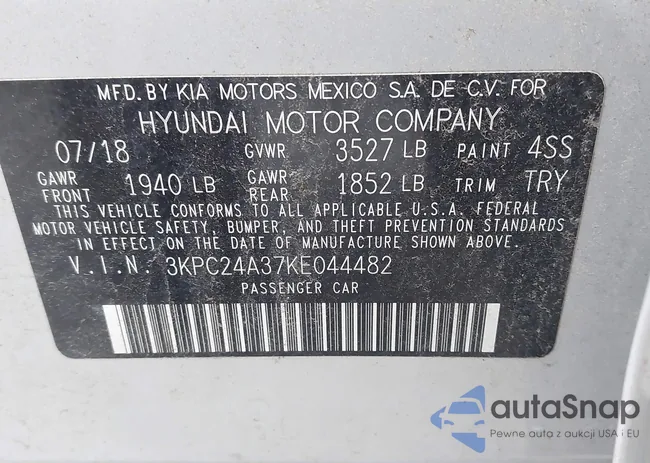 MFD. BY KIA MOTORS MEXICO S.A. DE C.V. FOR
HYUNDAI MOTOR COMPANY
07/18 GVWR 3527 LB PAINT 4SS
GAWR FRONT 1940 LB GAWR REAR 1852 LB TRIM TRY
THIS VEHICLE CONFORMS TO ALL APPLICABLE U.S.A. FEDERAL
MOTOR VEHICLE SAFETY, BUMPER, AND THEFT PREVENTION STANDARDS
IN EFFECT ON THE DATE OF MANUFACTURE SHOWN ABOVE.
V.I.N. 3KPC24A37KE044482
PASSENGER CAR
autoSnap
Pewne auta z aukcji USA i EU